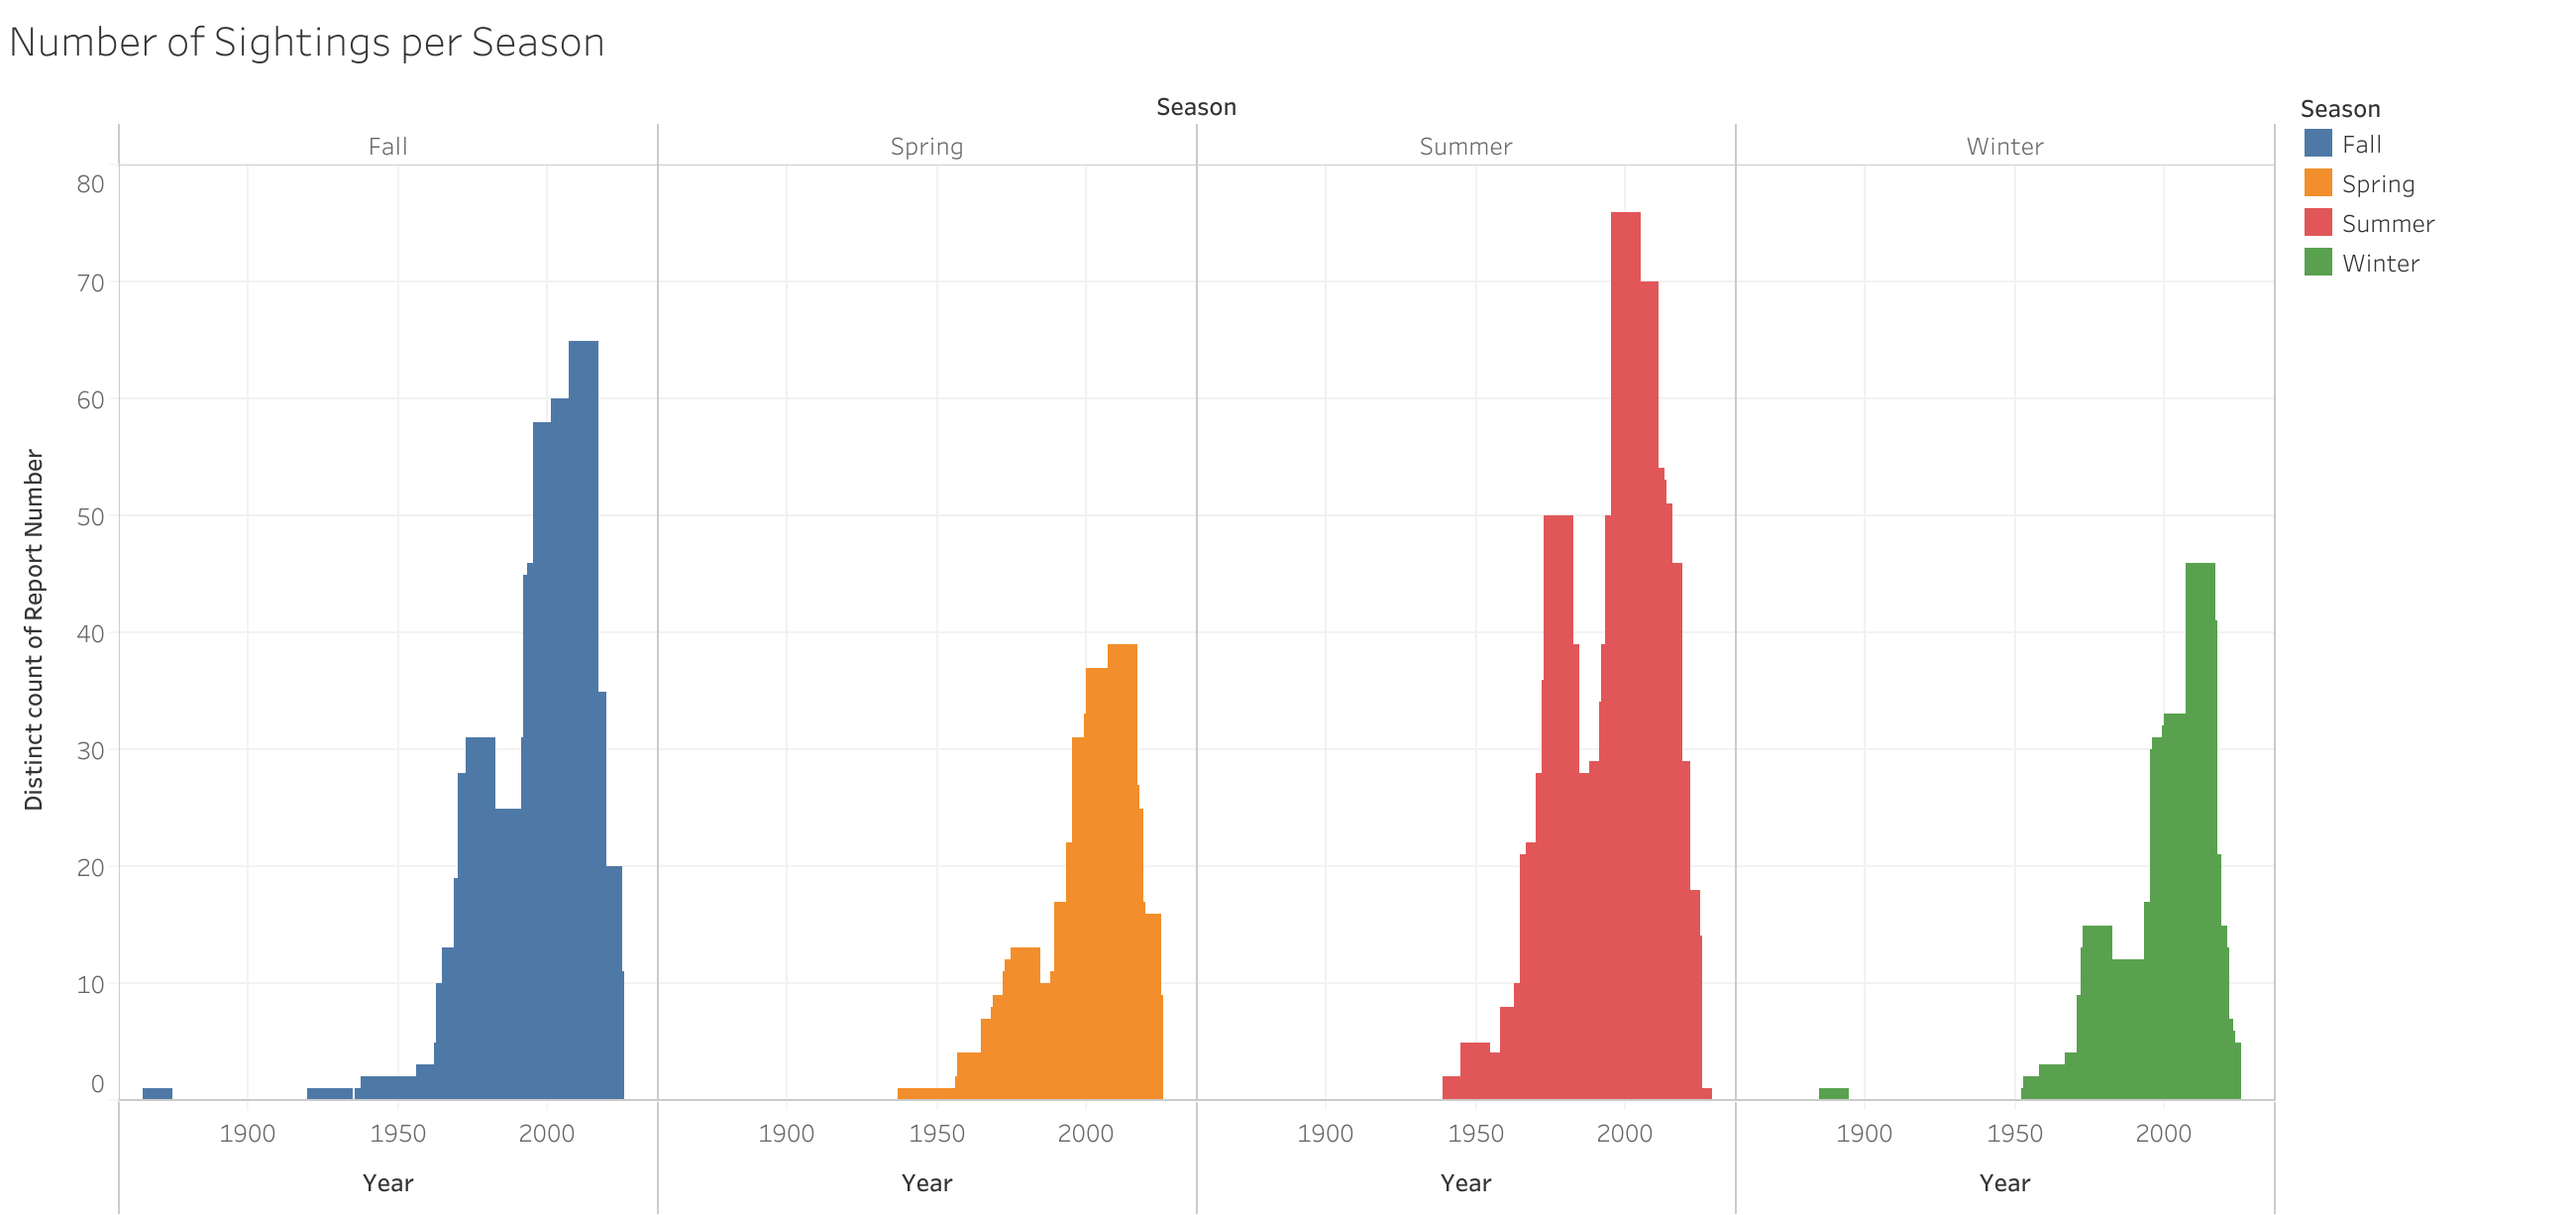 Number of Sightings per Season
Season
Fall Spring Summer Winter
80
70
60
50
40
30
20
10
0
Distinct count of Report Number
1900 1950 2000 1900 1950 2000 1900 1950 2000 1900 1950 2000
Year Year Year Year
Season
Fall
Spring
Summer
Winter